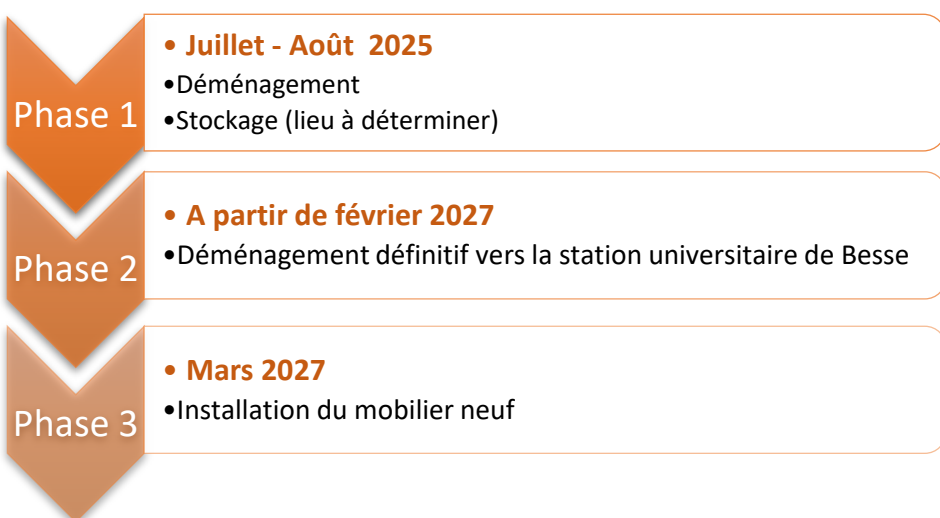 Phase 1
• Juillet - Août 2025
•Déménagement
•Stockage (lieu à déterminer)
Phase 2
• A partir de février 2027
•Déménagement définitif vers la station universitaire de Besse
Phase 3
• Mars 2027
•Installation du mobilier neuf